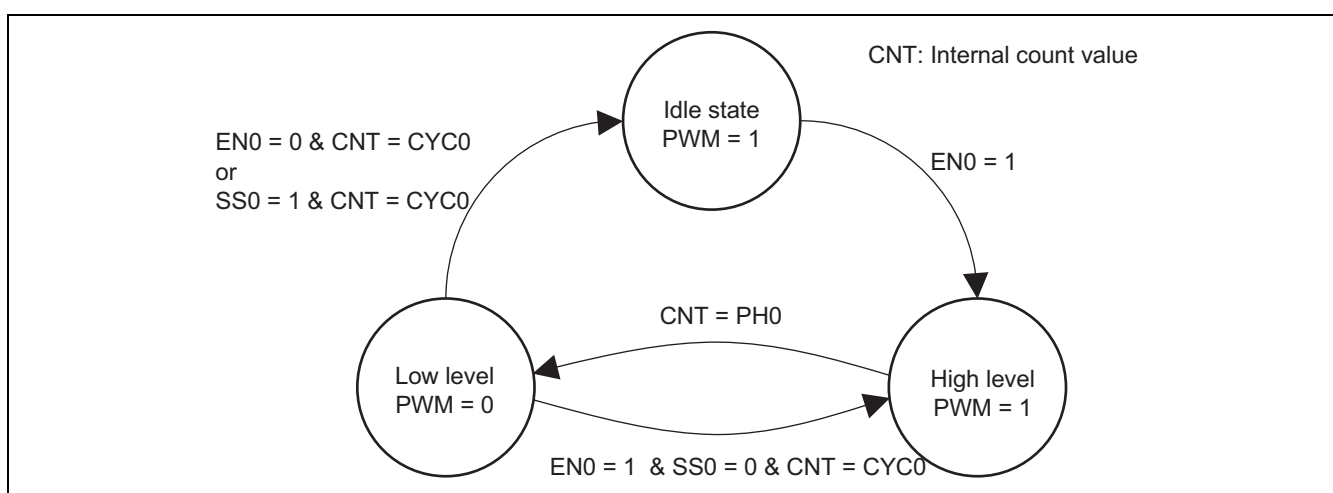 CNT: Internal count value
Idle state
PWM = 1
EN0 = 0 & CNT = CYC0
or
SS0 = 1 & CNT = CYC0
EN0 = 1
CNT = PH0
Low level
PWM = 0
High level
PWM = 1
EN0 = 1 & SS0 = 0 & CNT = CYC0